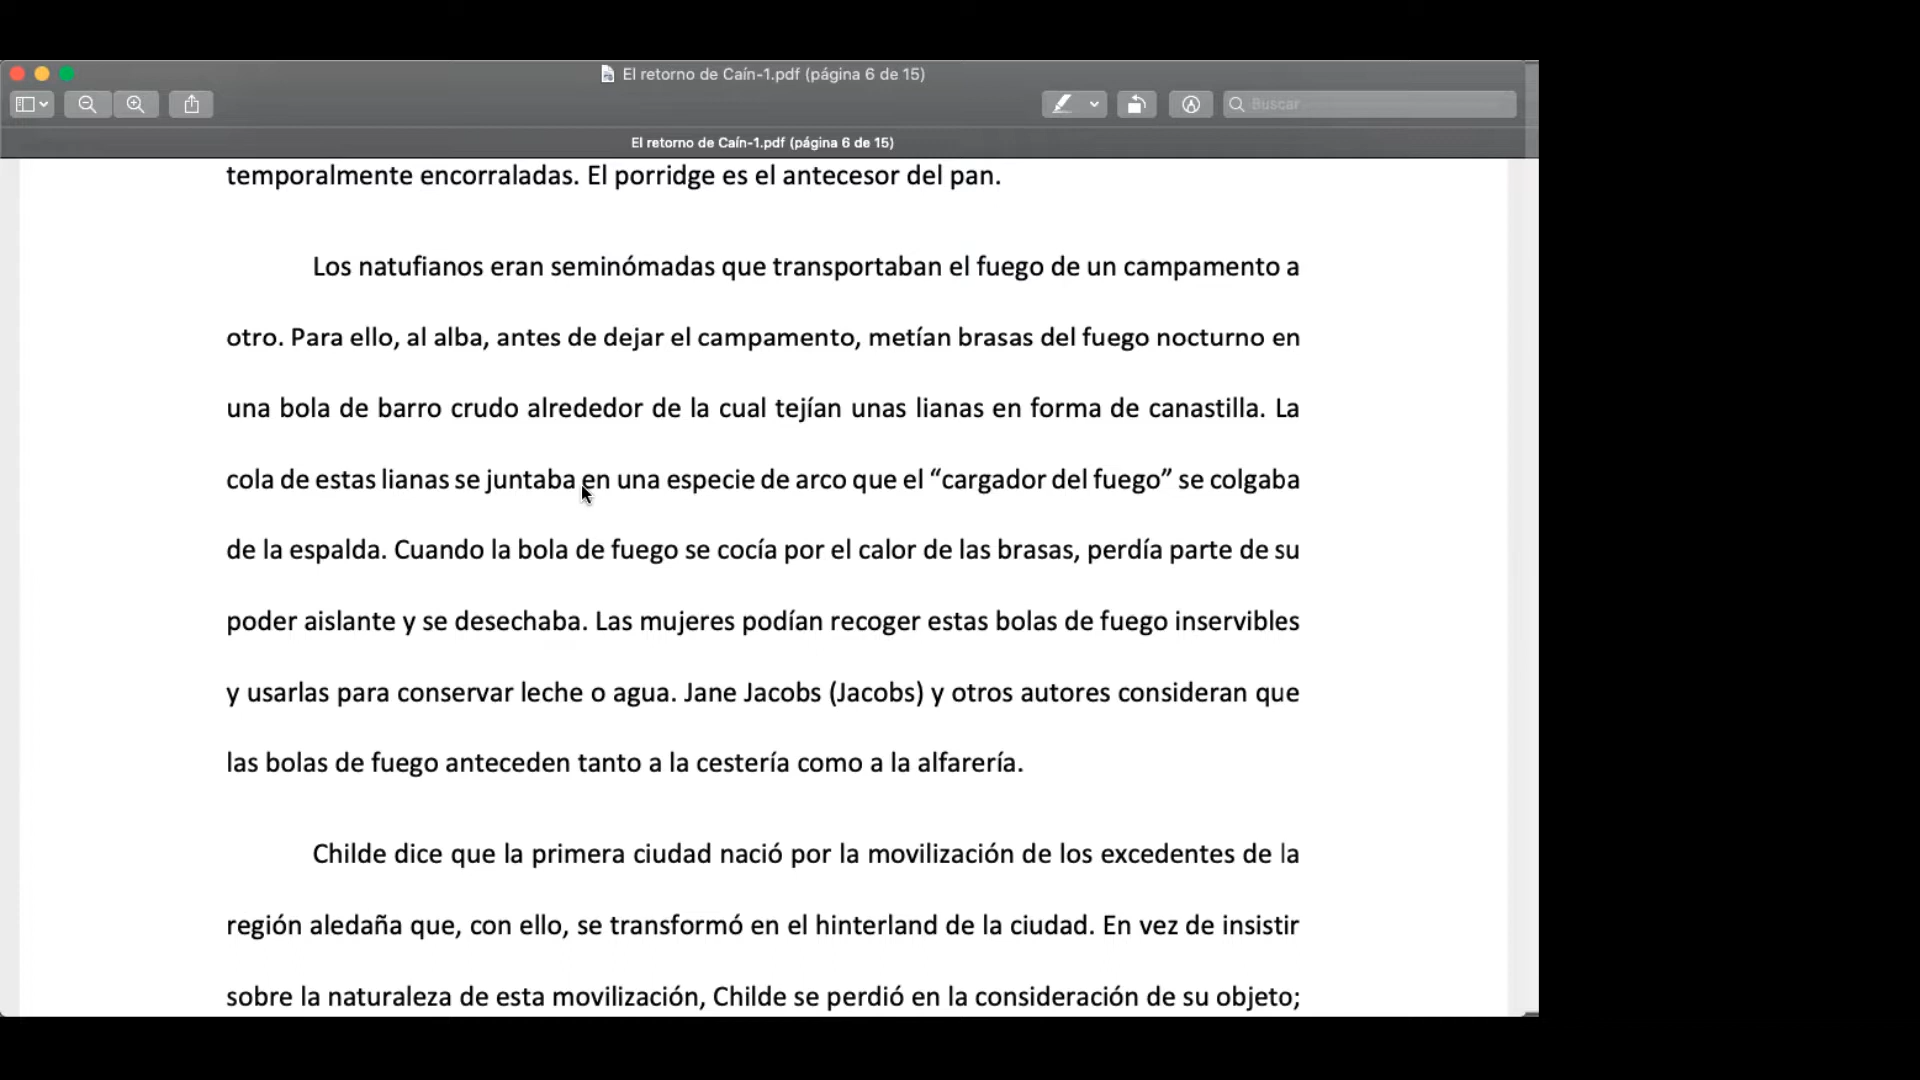 El retorno de Caín-1.pdf (página 6 de 15)
Buscar
El retorno de Caín-1.pdf (página 6 de 15)
temporalmente encorraladas. El porridge es el antecesor del pan.
Los natufianos eran seminómadas que transportaban el fuego de un campamento a
otro. Para ello, al alba, antes de dejar el campamento, metían brasas del fuego nocturno en
una bola de barro crudo alrededor de la cual tejían unas lianas en forma de canastilla. La
cola de estas lianas se juntaba en una especie de arco que el “cargador del fuego” se colgaba
de la espalda. Cuando la bola de fuego se cocía por el calor de las brasas, perdía parte de su
poder aislante y se desechaba. Las mujeres podían recoger estas bolas de fuego inservibles
y usarlas para conservar leche o agua. Jane Jacobs (Jacobs) y otros autores consideran que
las bolas de fuego anteceden tanto a la cestería como a la alfarería.
Childe dice que la primera ciudad nació por la movilización de los excedentes de la
región aledaña que, con ello, se transformó en el hinterland de la ciudad. En vez de insistir
sobre la naturaleza de esta movilización, Childe se perdió en la consideración de su objeto;